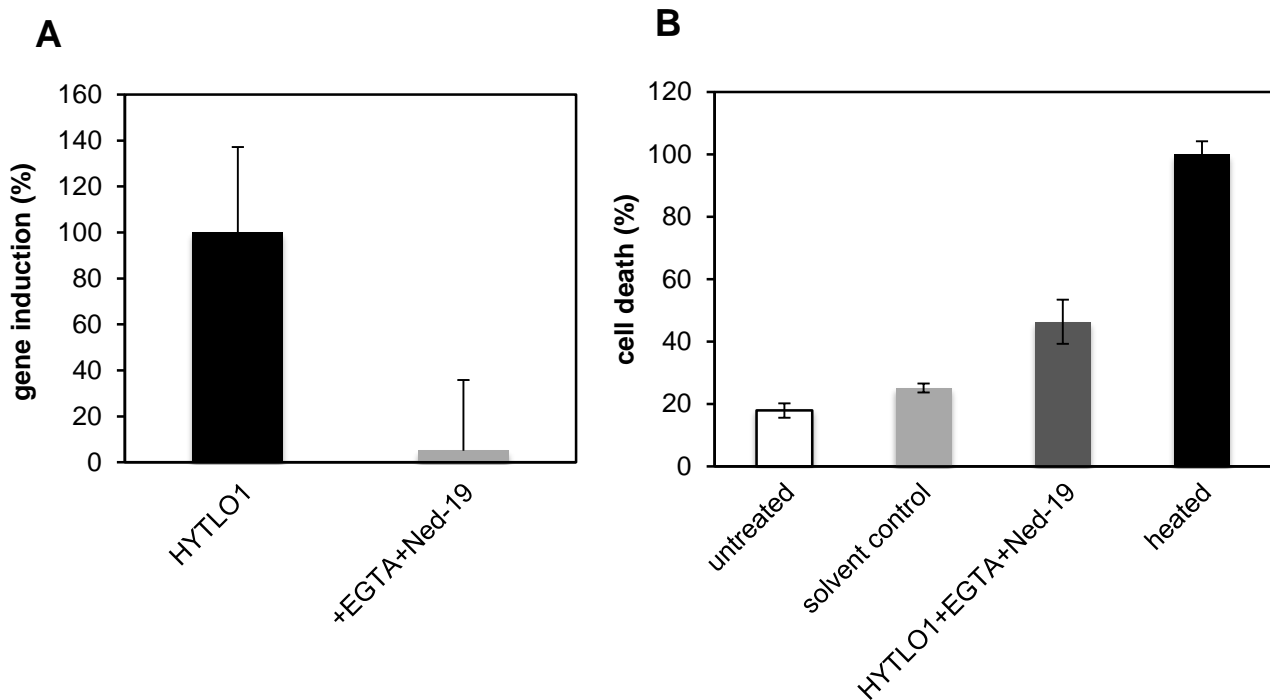 A
gene induction (%)
160
140
120
100
80
60
40
20
0
HYTLO1
+EGTA+Ned-19
B
cell death (%)
120
100
80
60
40
20
0
untreated
solvent control
HYTLO1+EGTA+Ned-19
heated